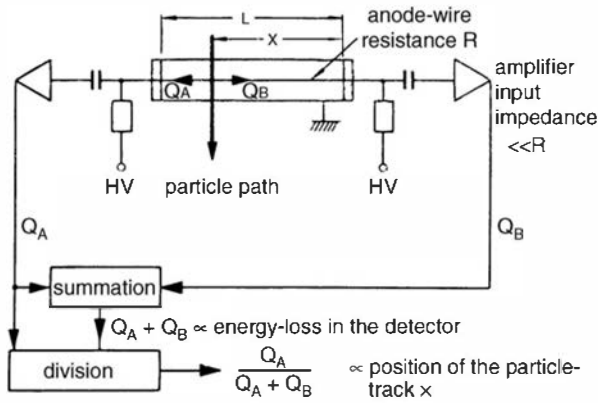 L
X
anode-wire
resistance R
Q_A Q_B
amplifier
input
impedance
<<R
HV particle path HV
Q_A Q_B
summation
Q_A + Q_B ∝ energy-loss in the detector
division
Q_A / (Q_A + Q_B) ∝ position of the particle-
track x